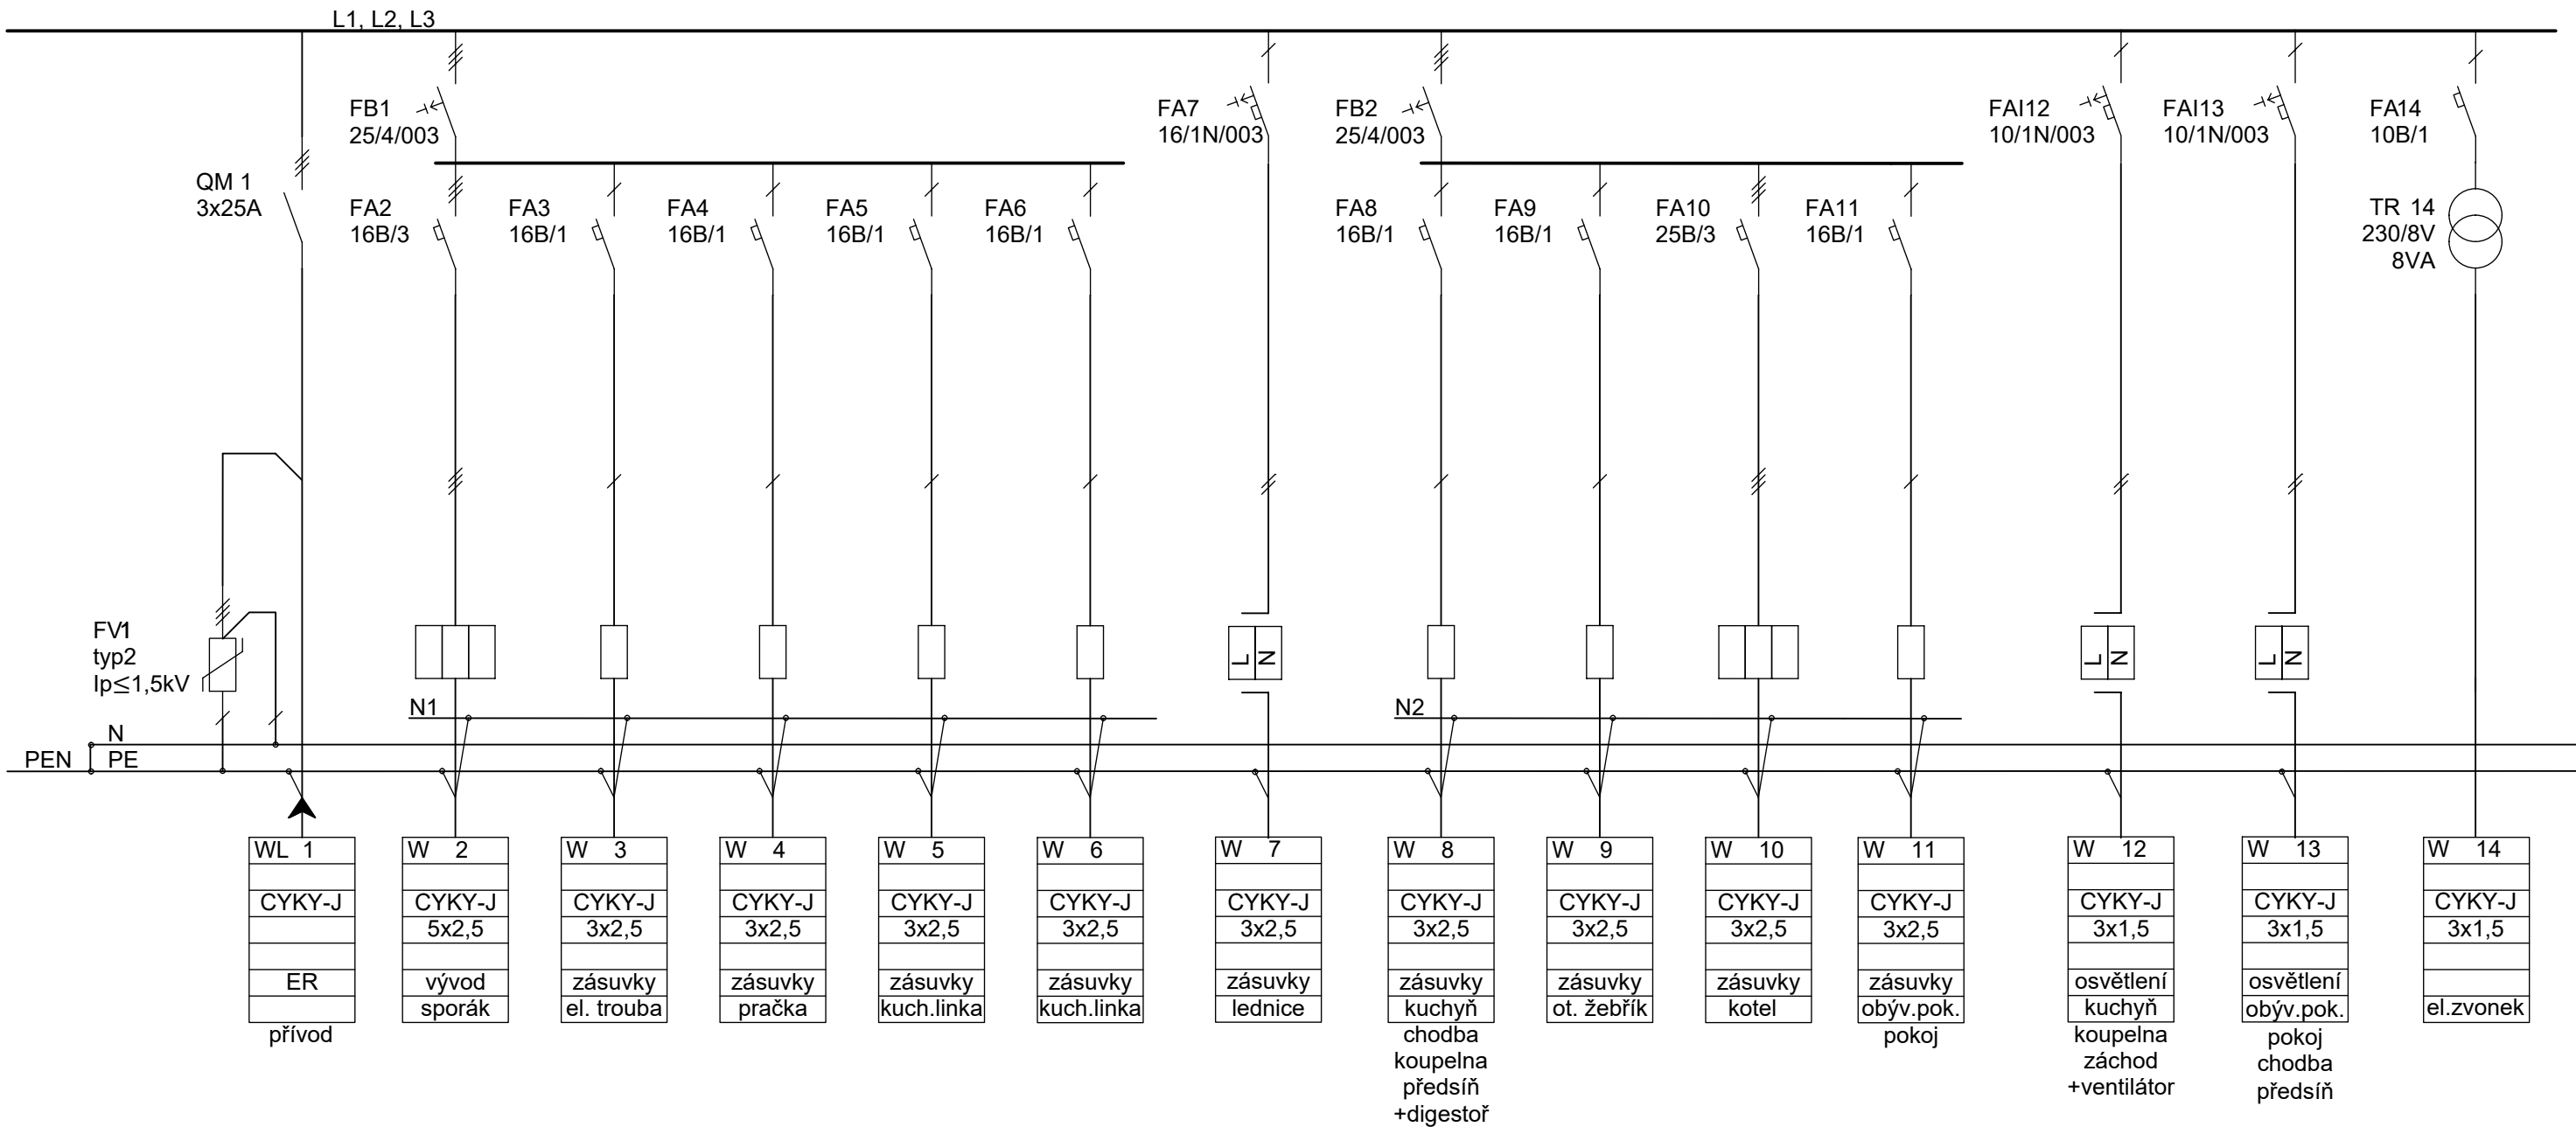 L1, L2, L3
QM 1
3x25A
FB1
25/4/003
FA2
16B/3
FA3
16B/1
FA4
16B/1
FA5
16B/1
FA6
16B/1
FA7
16/1N/003
FB2
25/4/003
FA8
16B/1
FA9
16B/1
FA10
25B/3
FA11
16B/1
FAI12
10/1N/003
FAI13
10/1N/003
FA14
10B/1
TR 14
230/8V
8VA
FV1
typ2
Ip≤1,5kV
L
N
L
N
L
N
N1
N2
N
PEN
PE
WL 1
CYKY-J
ER
přívod
W 2
CYKY-J
5x2,5
vývod
sporák
W 3
CYKY-J
3x2,5
zásuvky
el. trouba
W 4
CYKY-J
3x2,5
zásuvky
pračka
W 5
CYKY-J
3x2,5
zásuvky
kuch.linka
W 6
CYKY-J
3x2,5
zásuvky
kuch.linka
W 7
CYKY-J
3x2,5
zásuvky
lednice
W 8
CYKY-J
3x2,5
zásuvky
kuchyň
chodba
koupelna
předsíň
+digestoř
W 9
CYKY-J
3x2,5
zásuvky
ot. žebřík
W 10
CYKY-J
3x2,5
zásuvky
kotel
W 11
CYKY-J
3x2,5
zásuvky
obýv.pok.
pokoj
W 12
CYKY-J
3x1,5
osvětlení
kuchyň
koupelna
záchod
+ventilátor
W 13
CYKY-J
3x1,5
osvětlení
obýv.pok.
pokoj
chodba
předsíň
W 14
CYKY-J
3x1,5
el.zvonek